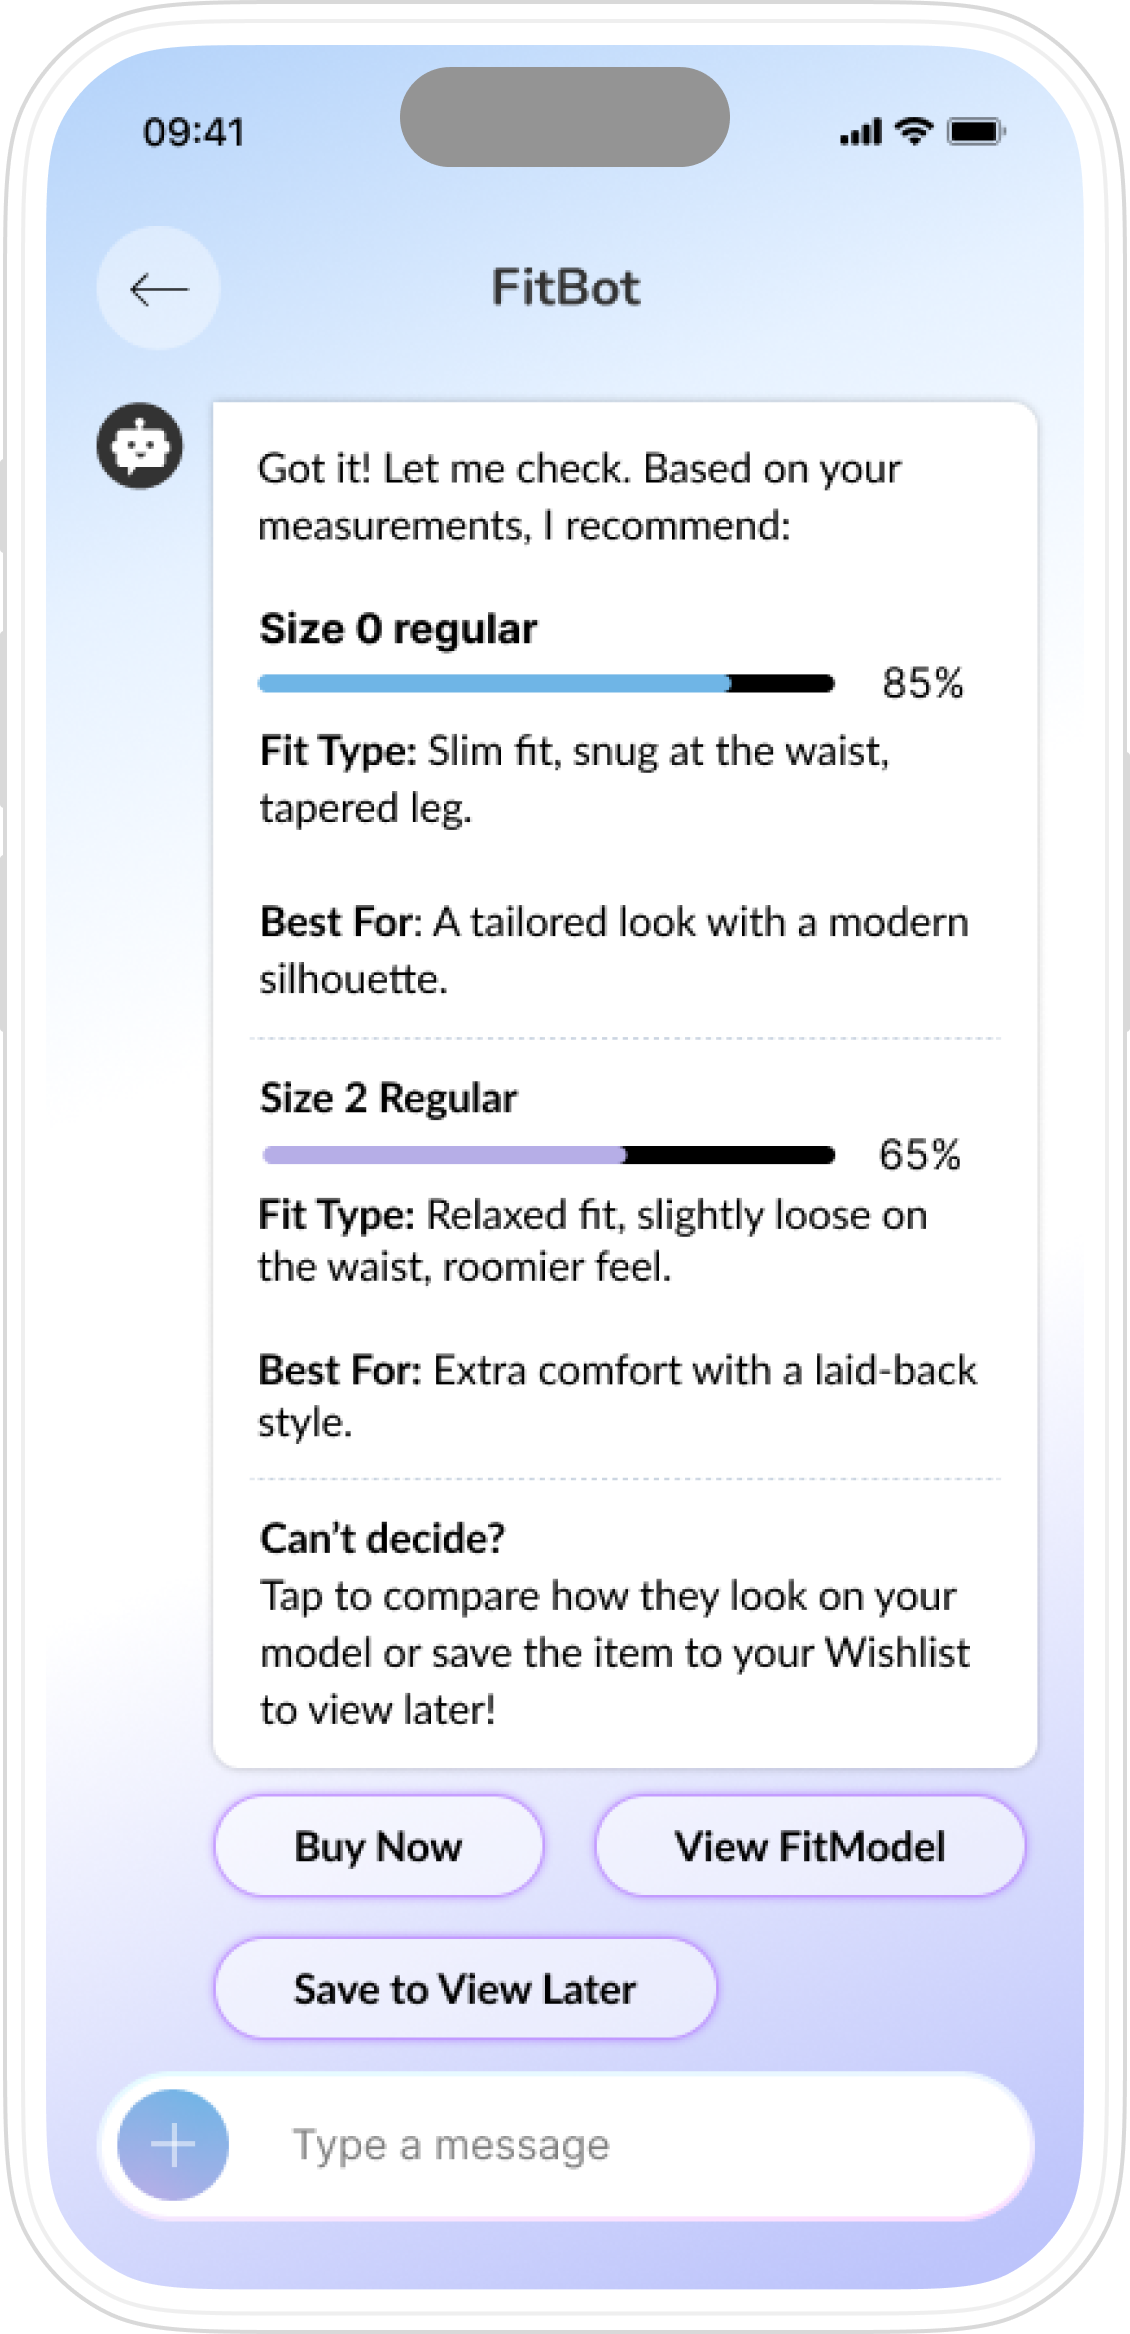 09:41
FitBot
Got it! Let me check. Based on your
measurements, I recommend:
Size 0 regular
85%
Fit Type: Slim fit, snug at the waist,
tapered leg.
Best For: A tailored look with a modern
silhouette.
Size 2 Regular
65%
Fit Type: Relaxed fit, slightly loose on
the waist, roomier feel.
Best For: Extra comfort with a laid-back
style.
Can’t decide?
Tap to compare how they look on your
model or save the item to your Wishlist
to view later!
Buy Now
View FitModel
Save to View Later
Type a message